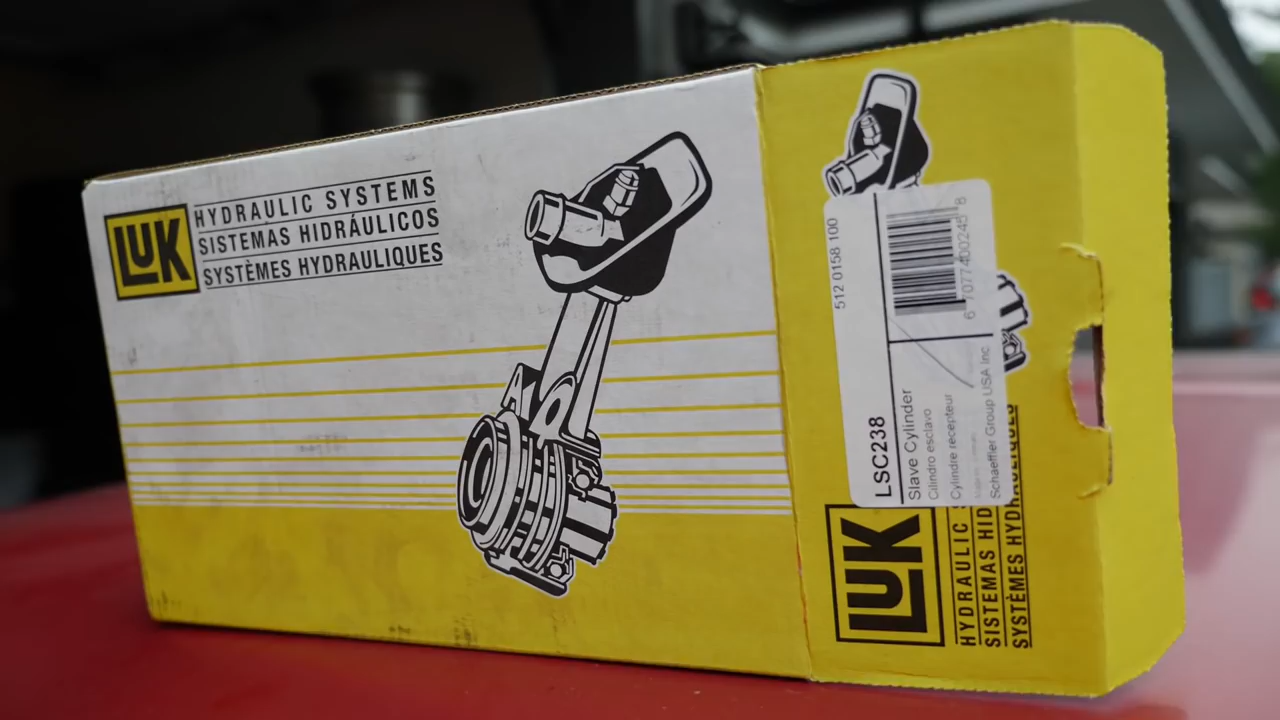 LUK
HYDRAULIC SYSTEMS
SISTEMAS HIDRÁULICOS
SYSTÈMES HYDRAULIQUES
512 0158 100
LSC238
Slave Cylinder
Cilindro esclavo
Cylindre récepteur
Schaeffler Group USA Inc
LUK
HYDRAULIC S
SISTEMAS HID
SYSTÈMES HYDRAULIQUES